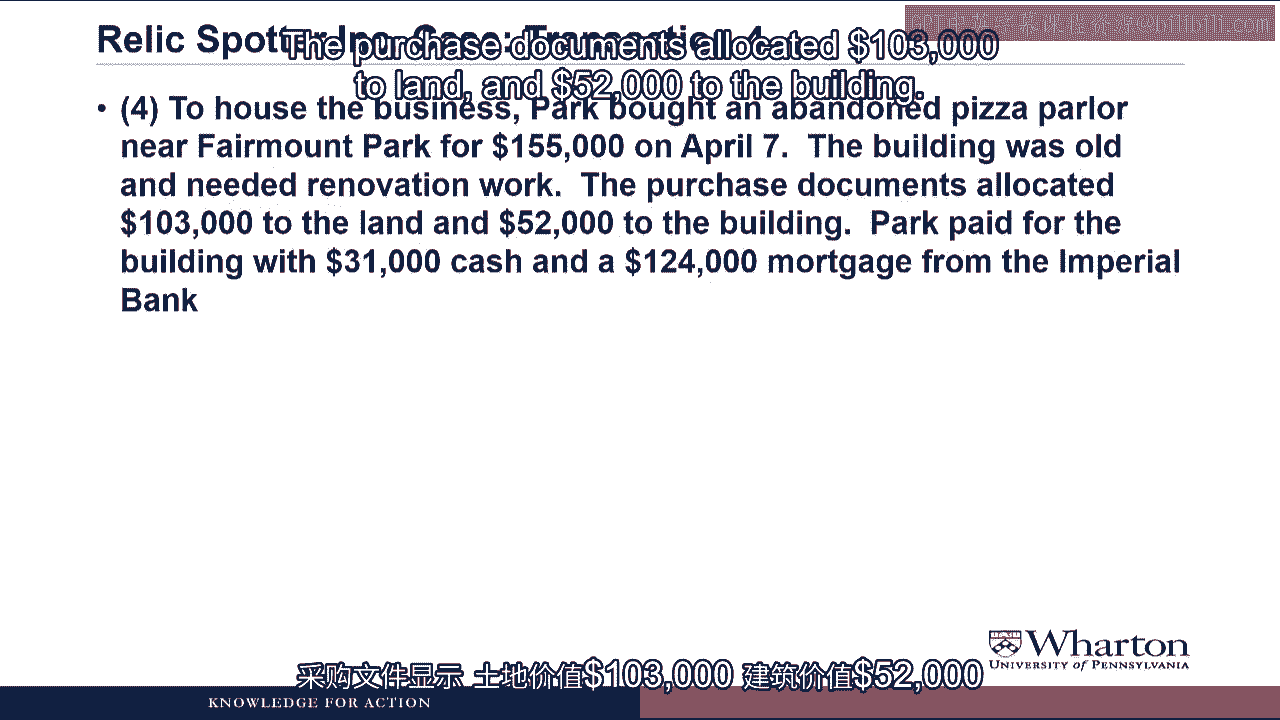 Relic Spotter Inc. Case: Transaction 4
The purchase documents allocated $103,000
to land, and $52,000 to the building.
• (4) To house the business, Park bought an abandoned pizza parlor
near Fairmount Park for $155,000 on April 7. The building was old
and needed renovation work. The purchase documents allocated
$103,000 to the land and $52,000 to the building. Park paid for the
building with $31,000 cash and a $124,000 mortgage from the Imperial
Bank
Wharton
UNIVERSITY of PENNSYLVANIA
采购文件显示 土地价值$103,000 建筑价值$52,000
KNOWLEDGE FOR ACTION